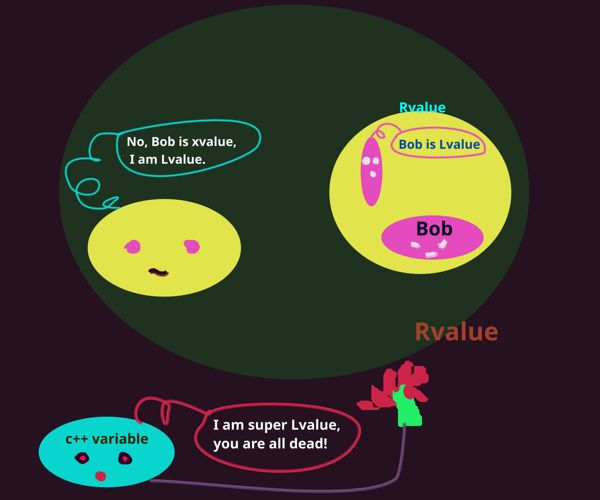 Rvalue
No, Bob is xvalue,
I am Lvalue.
Bob is Lvalue
Bob
Rvalue
c++ variable
I am super Lvalue,
you are all dead!